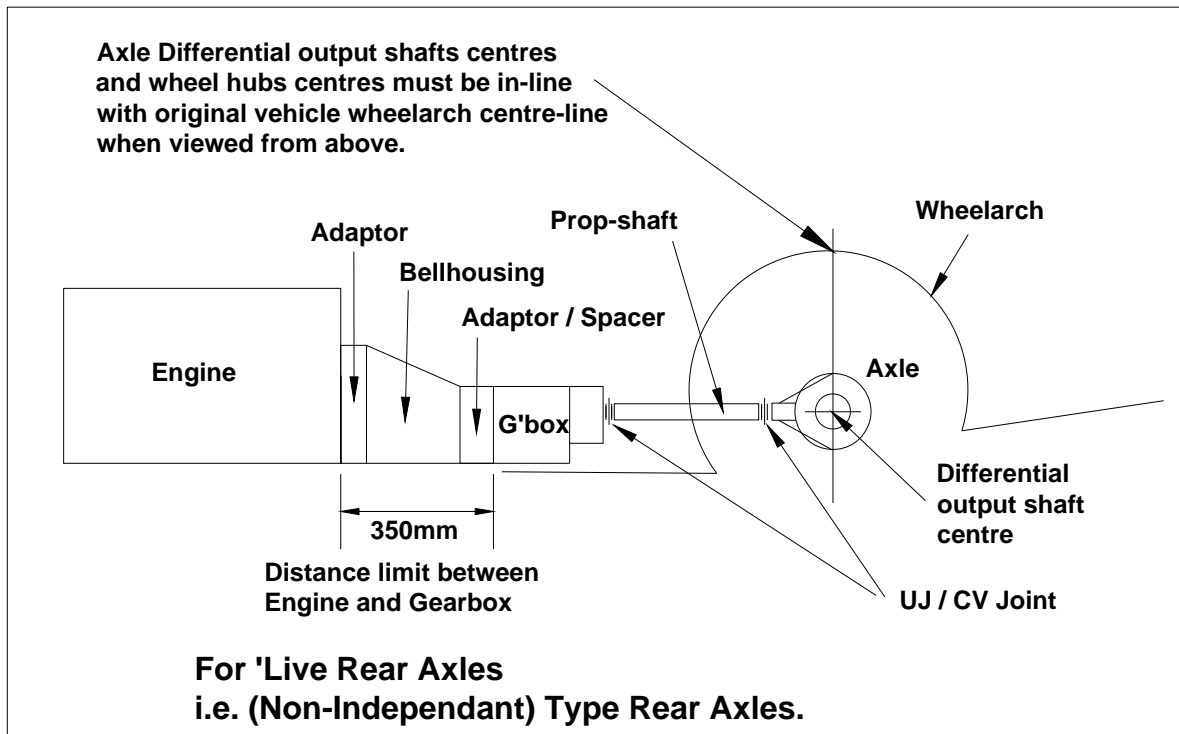 Axle Differential output shafts centres
and wheel hubs centres must be in-line
with original vehicle wheelarch centre-line
when viewed from above.
Prop-shaft
Wheelarch
Adaptor
Bellhousing
Adaptor / Spacer
Engine
Axle
G'box
Differential
output shaft
centre
350mm
Distance limit between
Engine and Gearbox
UJ / CV Joint
For 'Live Rear Axles
i.e. (Non-Independant) Type Rear Axles.